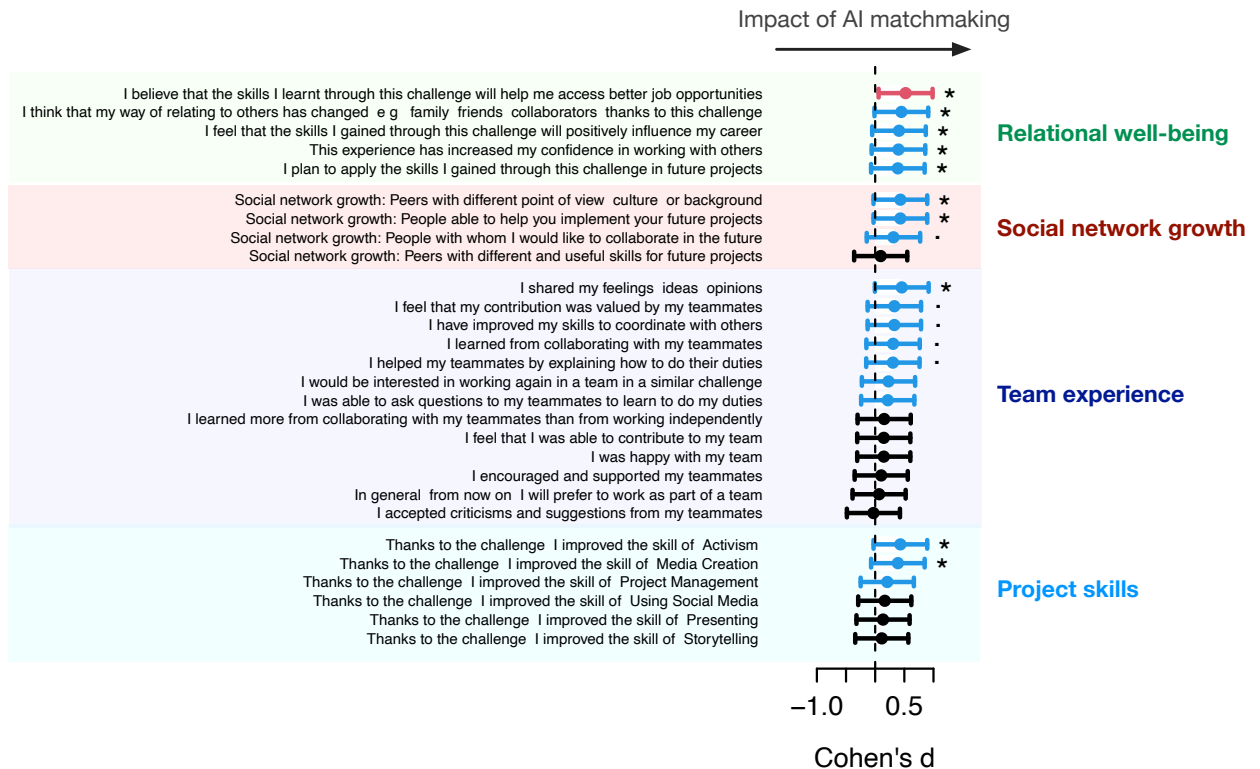 Impact of AI matchmaking
I believe that the skills I learnt through this challenge will help me access better job opportunities
*
I think that my way of relating to others has changed e g family friends collaborators thanks to this challenge
*
I feel that the skills I gained through this challenge will positively influence my career
*
This experience has increased my confidence in working with others
*
I plan to apply the skills I gained through this challenge in future projects
*
Relational well-being
Social network growth: Peers with different point of view culture or background
*
Social network growth: People able to help you implement your future projects
*
Social network growth: People with whom I would like to collaborate in the future
.
Social network growth: Peers with different and useful skills for future projects
Social network growth
I shared my feelings ideas opinions
*
I feel that my contribution was valued by my teammates
.
I have improved my skills to coordinate with others
.
I learned from collaborating with my teammates
.
I helped my teammates by explaining how to do their duties
.
I would be interested in working again in a team in a similar challenge
I was able to ask questions to my teammates to learn to do my duties
I learned more from collaborating with my teammates than from working independently
I feel that I was able to contribute to my team
I was happy with my team
I encouraged and supported my teammates
In general from now on I will prefer to work as part of a team
I accepted criticisms and suggestions from my teammates
Team experience
Thanks to the challenge I improved the skill of Activism
*
Thanks to the challenge I improved the skill of Media Creation
*
Thanks to the challenge I improved the skill of Project Management
Thanks to the challenge I improved the skill of Using Social Media
Thanks to the challenge I improved the skill of Presenting
Thanks to the challenge I improved the skill of Storytelling
Project skills
−1.0 0.5
Cohen's d